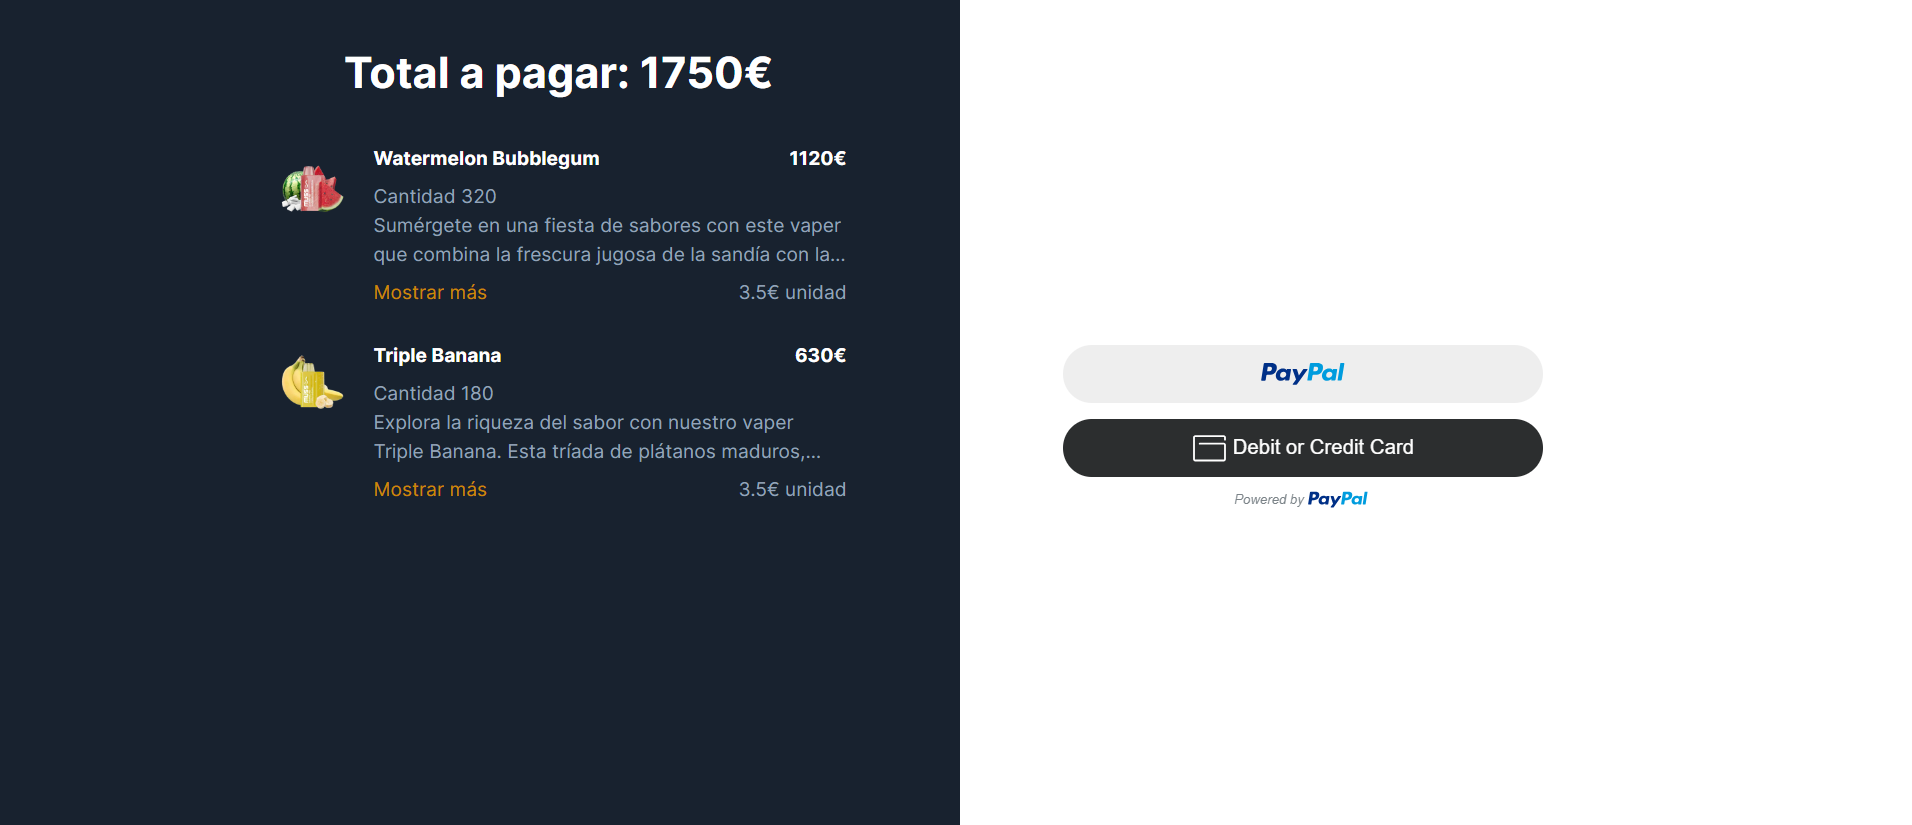 Total a pagar: 1750€
Watermelon Bubblegum 1120€
Cantidad 320
Sumérgete en una fiesta de sabores con este vaper
que combina la frescura jugosa de la sandía con la...
Mostrar más 3.5€ unidad
Triple Banana 630€
Cantidad 180
Explora la riqueza del sabor con nuestro vaper
Triple Banana. Esta tríada de plátanos maduros,...
Mostrar más 3.5€ unidad
PayPal
Debit or Credit Card
Powered by PayPal